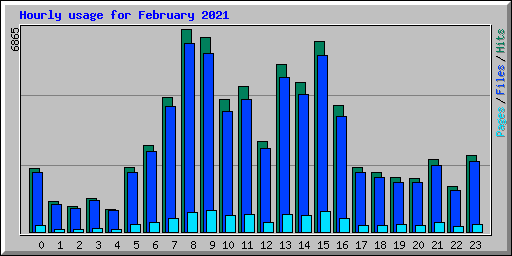 Hourly usage for February 2021
6865
Pages / Files / Hits
0 1 2 3 4 5 6 7 8 9 10 11 12 13 14 15 16 17 18 19 20 21 22 23